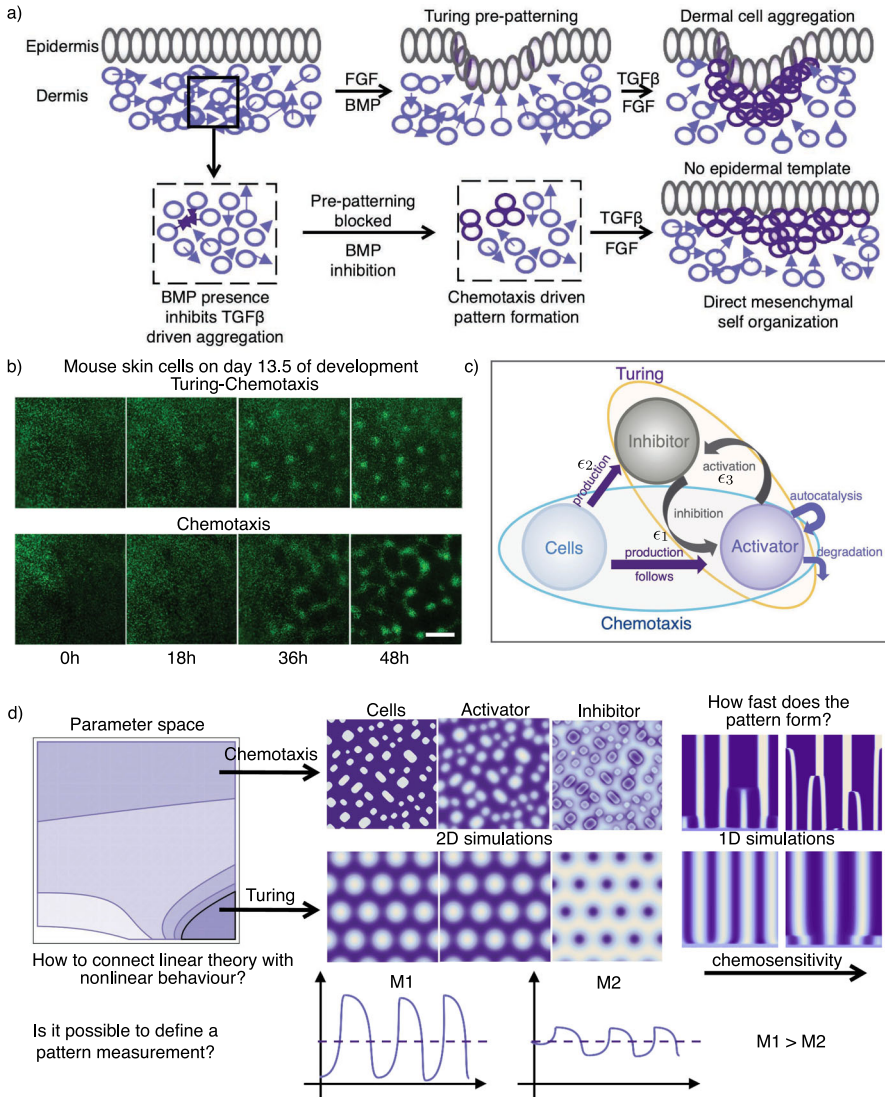 a)
Turing pre-patterning
Dermal cell aggregation
Epidermis
Dermis
FGF
BMP
TGFβ
FGF
No epidermal template
Pre-patterning
blocked
BMP
inhibition
TGFβ
FGF
BMP presence
inhibits TGFβ
driven aggregation
Chemotaxis driven
pattern formation
Direct mesenchymal
self organization
b)
Mouse skin cells on day 13.5 of development
Turing-Chemotaxis
Chemotaxis
0h
18h
36h
48h
c)
Turing
Inhibitor
ϵ2
production
activation
ϵ3
inhibition
ϵ1
autocatalysis
Cells
production
follows
Activator
degradation
Chemotaxis
d)
Parameter space
Cells
Activator
Inhibitor
How fast does the
pattern form?
Chemotaxis
2D simulations
1D simulations
Turing
How to connect linear theory with
nonlinear behaviour?
chemosensitivity
M1
M2
Is it possible to define a
pattern measurement?
M1 > M2